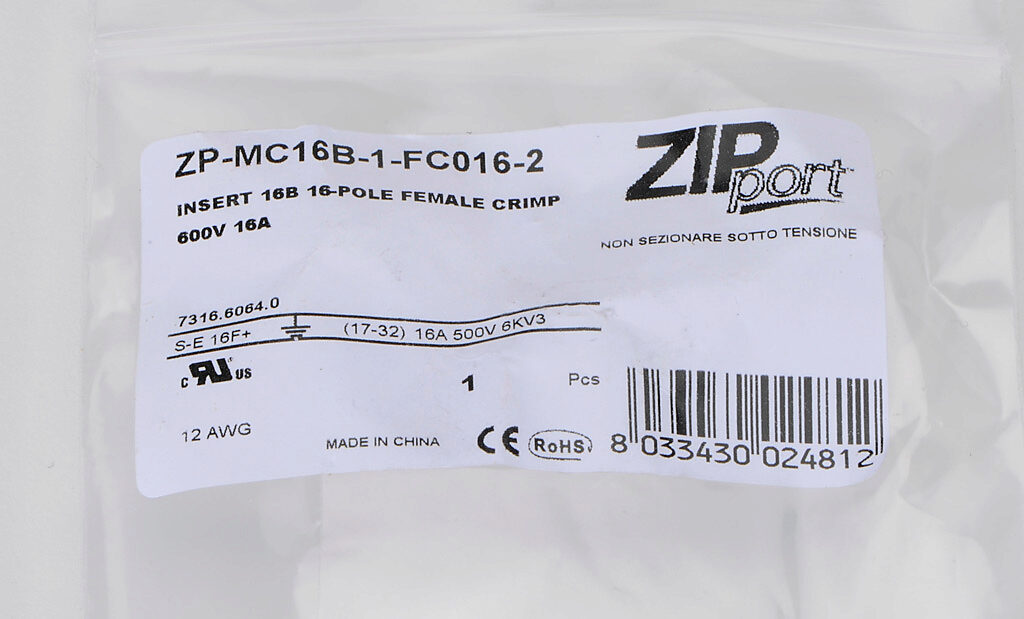 ZP-MC16B-1-FC016-2
INSERT 16B 16-POLE FEMALE CRIMP
600V 16A
ZIPport™
NON SEZIONARE SOTTO TENSIONE
7316.6064.0
S-E 16F+ ⏚ (17-32) 16A 500V 6KV3
c RU® US
1 Pcs
12 AWG
MADE IN CHINA
CE
RoHS
8 033430 024812